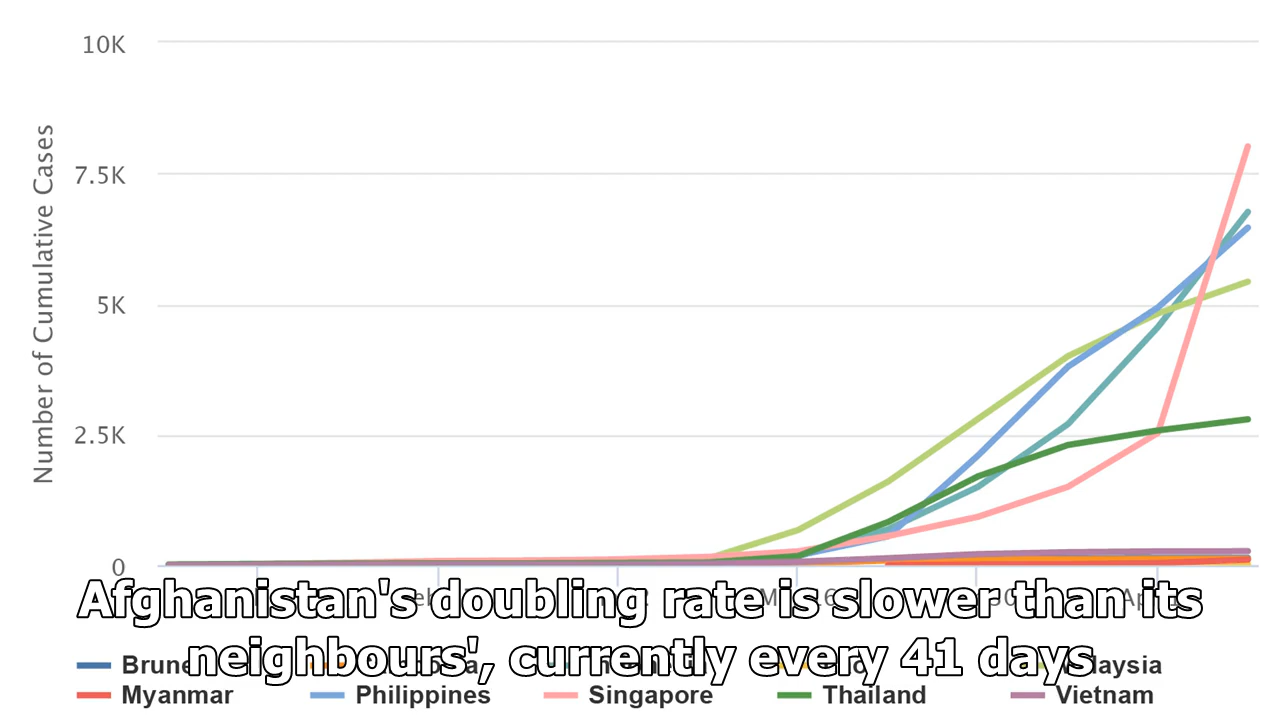 10K
7.5K
5K
2.5K
0
Number of Cumulative Cases
Afghanistan's doubling rate is slower than its
neighbours', currently every 41 days
Myanmar Philippines Singapore Thailand Vietnam